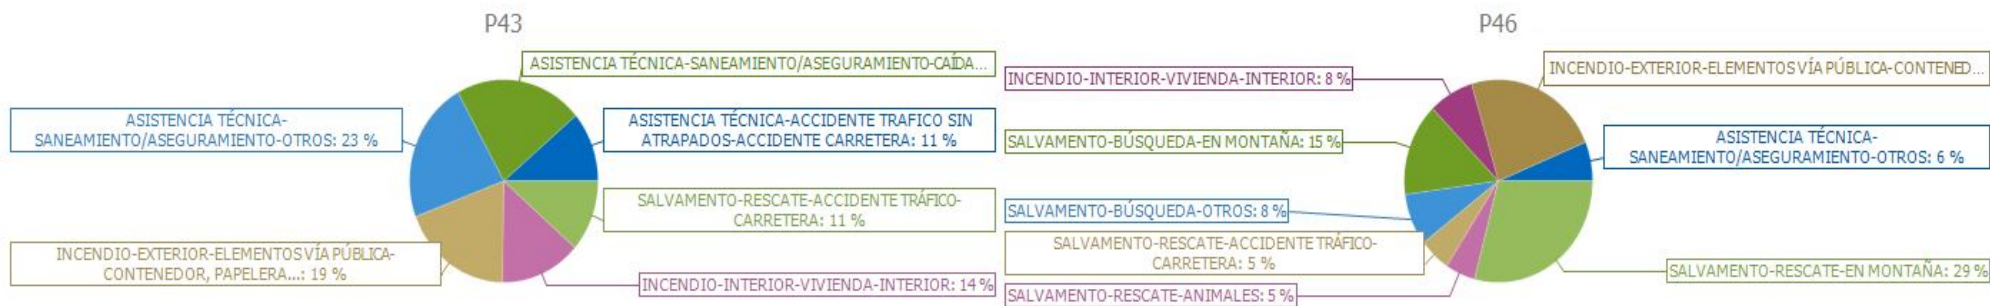 P43
ASISTENCIA TÉCNICA-SANEAMIENTO/ASEGURAMIENTO-CAÍDA...
ASISTENCIA TÉCNICA-
SANEAMIENTO/ASEGURAMIENTO-OTROS: 23 %
ASISTENCIA TÉCNICA-ACCIDENTE TRAFICO SIN
ATRAPADOS-ACCIDENTE CARRETERA: 11 %
SALVAMENTO-RESCATE-ACCIDENTE TRÁFICO-
CARRETERA: 11 %
INCENDIO-EXTERIOR-ELEMENTOS VÍA PÚBLICA-
CONTENEDOR, PAPELERA...: 19 %
INCENDIO-INTERIOR-VIVIENDA-INTERIOR: 14 %
P46
INCENDIO-INTERIOR-VIVIENDA-INTERIOR: 8 %
INCENDIO-EXTERIOR-ELEMENTOS VÍA PÚBLICA-CONTENED...
SALVAMENTO-BÚSQUEDA-EN MONTAÑA: 15 %
ASISTENCIA TÉCNICA-
SANEAMIENTO/ASEGURAMIENTO-OTROS: 6 %
SALVAMENTO-BÚSQUEDA-OTROS: 8 %
SALVAMENTO-RESCATE-ACCIDENTE TRÁFICO-
CARRETERA: 5 %
SALVAMENTO-RESCATE-EN MONTAÑA: 29 %
SALVAMENTO-RESCATE-ANIMALES: 5 %